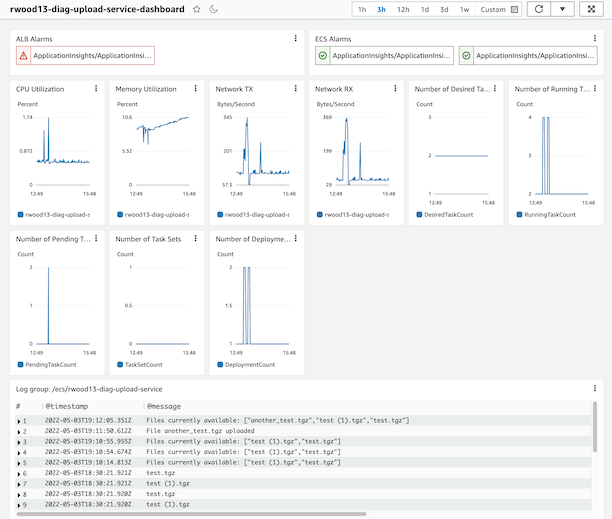 rwood13-diag-upload-service-dashboard
1h 3h 12h 1d 3d 1w Custom
ALB Alarms
ApplicationInsights/ApplicationInsi...
ECS Alarms
ApplicationInsights/ApplicationInsi...
ApplicationInsights/ApplicationInsi...
CPU Utilization
Percent
1.74
0.872
0
12:49 15:48
rwood13-diag-upload-s
Memory Utilization
Percent
10.6
5.32
0
12:49 15:48
rwood13-diag-upload-s
Network TX
Bytes/Second
345
201
57.3
12:49 15:48
rwood13-diag-upload-s
Network RX
Bytes/Second
369
199
29
12:49 15:48
rwood13-diag-upload-s
Number of Desired Ta...
Count
3
2
1
12:49 15:48
DesiredTaskCount
Number of Running T...
Count
4
3
2
12:49 15:48
RunningTaskCount
Number of Pending T...
Count
2
1
0
12:49 15:48
PendingTaskCount
Number of Task Sets
Count
1
0.5
0
12:49 15:48
TaskSetCount
Number of Deployme...
Count
2
1.5
1
12:49 15:48
DeploymentCount
Log group: /ecs/rwood13-diag-upload-service
# @timestamp @message
1 2022-05-03T19:12:05.351Z Files currently available: ["another_test.tgz","test (1).tgz","test.tgz"]
2 2022-05-03T19:11:50.612Z File another_test.tgz uploaded
3 2022-05-03T19:10:55.955Z Files currently available: ["test (1).tgz","test.tgz"]
4 2022-05-03T19:10:54.674Z Files currently available: ["test (1).tgz","test.tgz"]
5 2022-05-03T19:10:14.813Z Files currently available: ["test (1).tgz","test.tgz"]
6 2022-05-03T18:30:21.921Z test.tgz
7 2022-05-03T18:30:21.921Z test (1).tgz
8 2022-05-03T18:30:21.920Z test.tgz
9 2022-05-03T18:30:21.920Z test (1).tgz